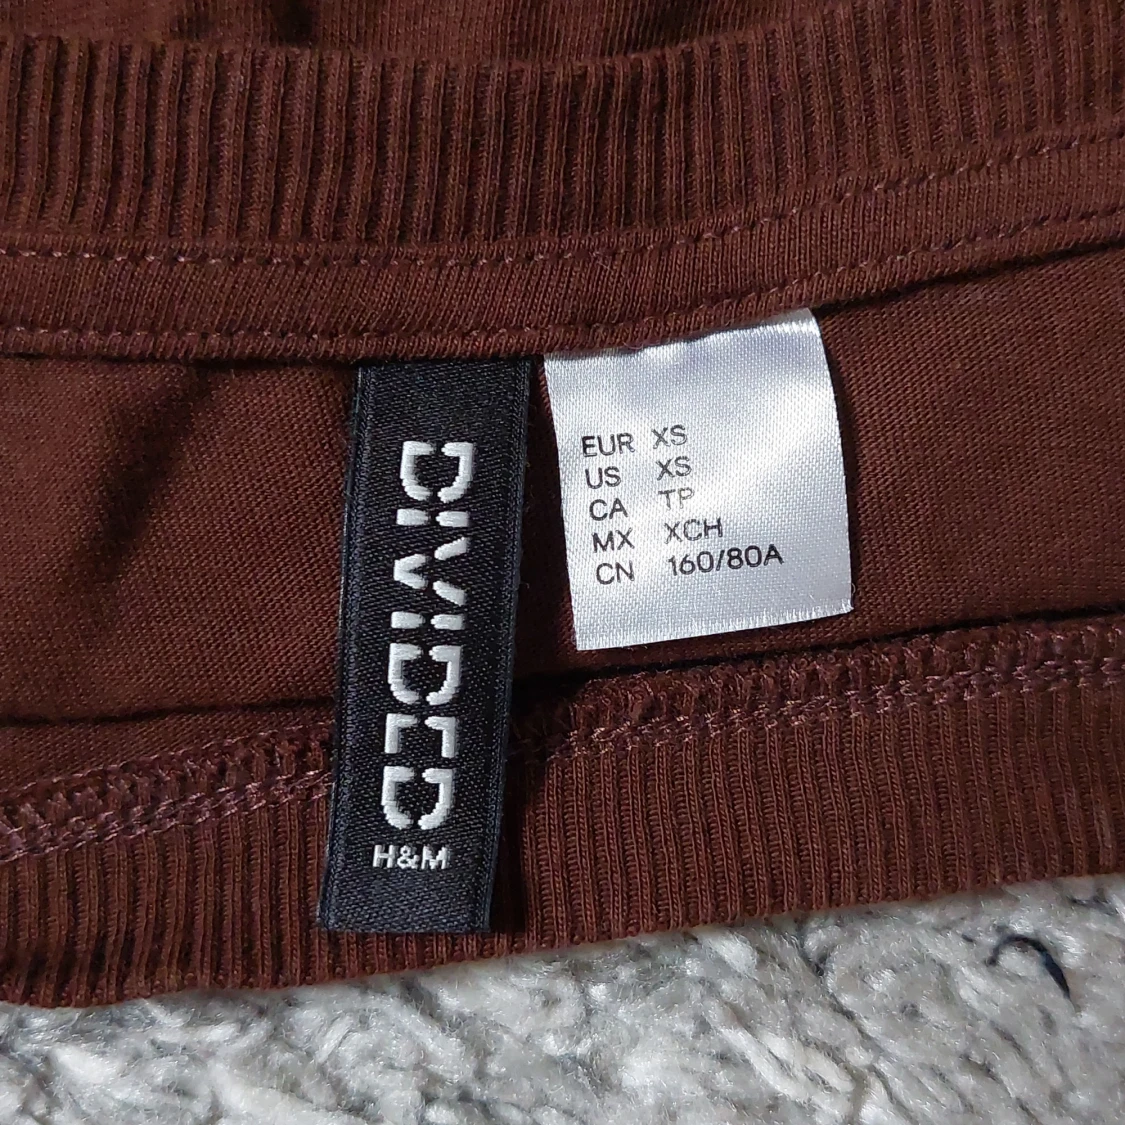 DIVIDED
H&M
EUR XS
US XS
CA TP
MX XCH
CN 160/80A